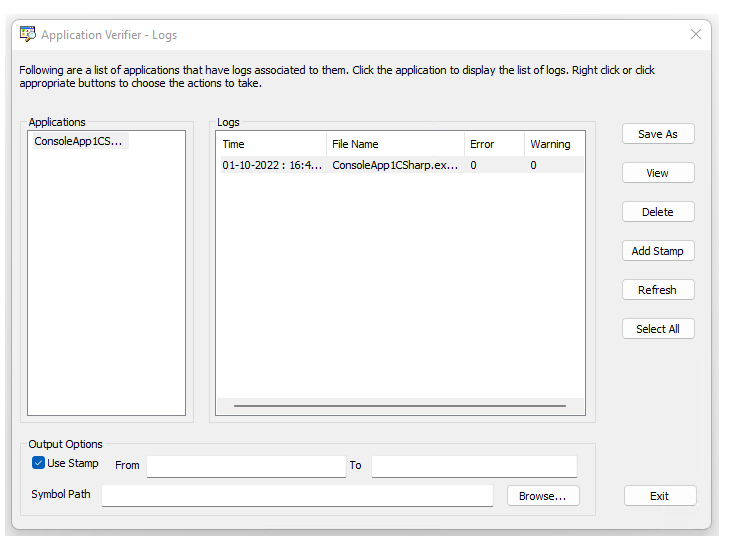 Application Verifier - Logs
Following are a list of applications that have logs associated to them. Click the application to display the list of logs. Right click or click
appropriate buttons to choose the actions to take.
Applications
ConsoleApp1CS...
Logs
Time File Name Error Warning
01-10-2022 : 16:4... ConsoleApp1CSharp.ex... 0 0
Save As
View
Delete
Add Stamp
Refresh
Select All
Output Options
Use Stamp From To
Symbol Path Browse... Exit